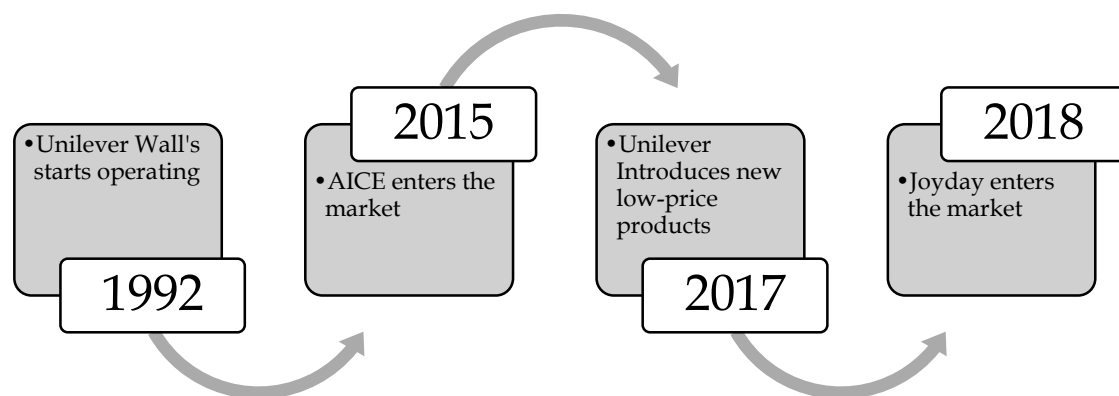 •Unilever Wall's
starts operating
1992
2015
•AICE enters the
market
•Unilever
Introduces new
low-price
products
2017
2018
•Joyday enters
the market